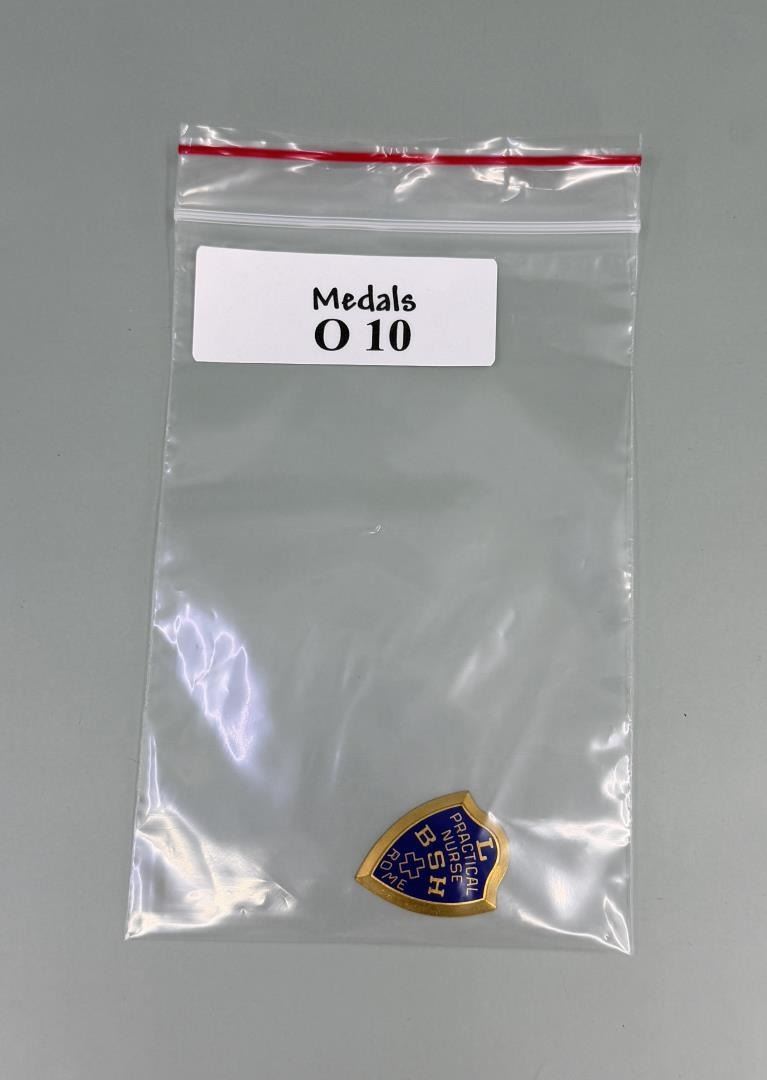 Medals
O 10
L
PRACTICAL
NURSE
BSH
ROME